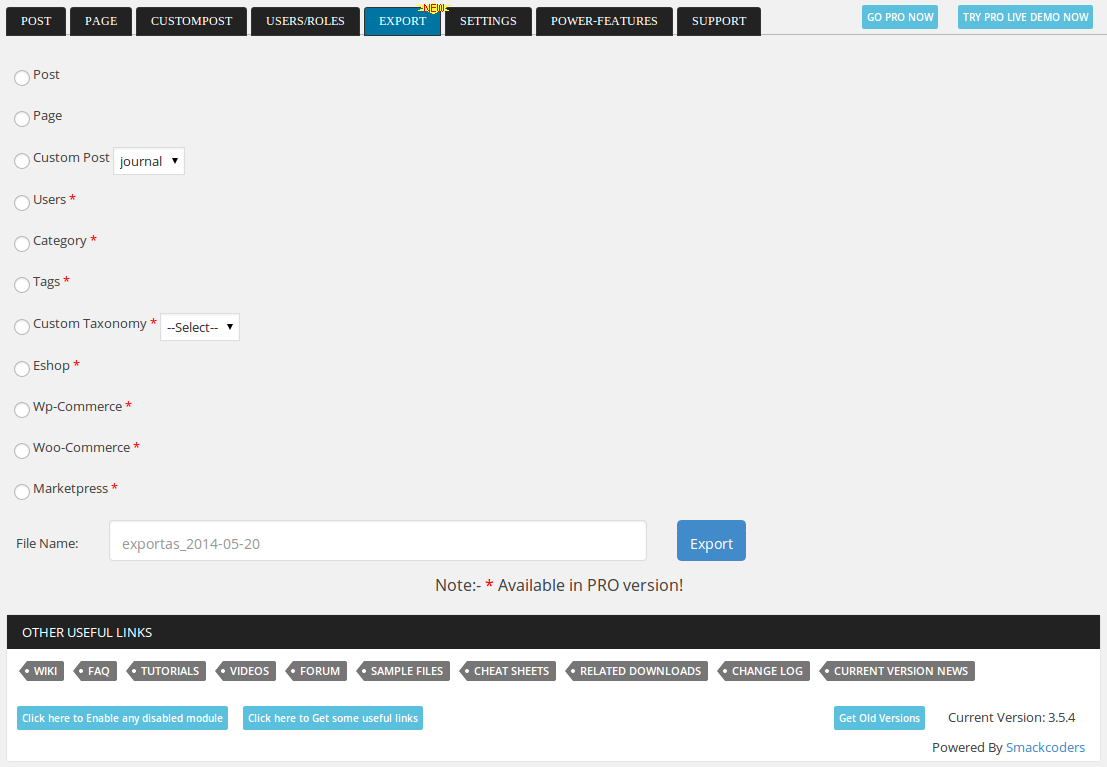 POST PAGE CUSTOMPOST USERS/ROLES EXPORT -NEW- SETTINGS POWER-FEATURES SUPPORT GO PRO NOW TRY PRO LIVE DEMO NOW
Post
Page
Custom Post journal
Users *
Category *
Tags *
Custom Taxonomy * --Select--
Eshop *
Wp-Commerce *
Woo-Commerce *
Marketpress *
File Name: exportas_2014-05-20 Export
Note:- * Available in PRO version!
OTHER USEFUL LINKS
WIKI FAQ TUTORIALS VIDEOS FORUM SAMPLE FILES CHEAT SHEETS RELATED DOWNLOADS CHANGE LOG CURRENT VERSION NEWS
Click here to Enable any disabled module Click here to Get some useful links Get Old Versions Current Version: 3.5.4
Powered By Smackcoders